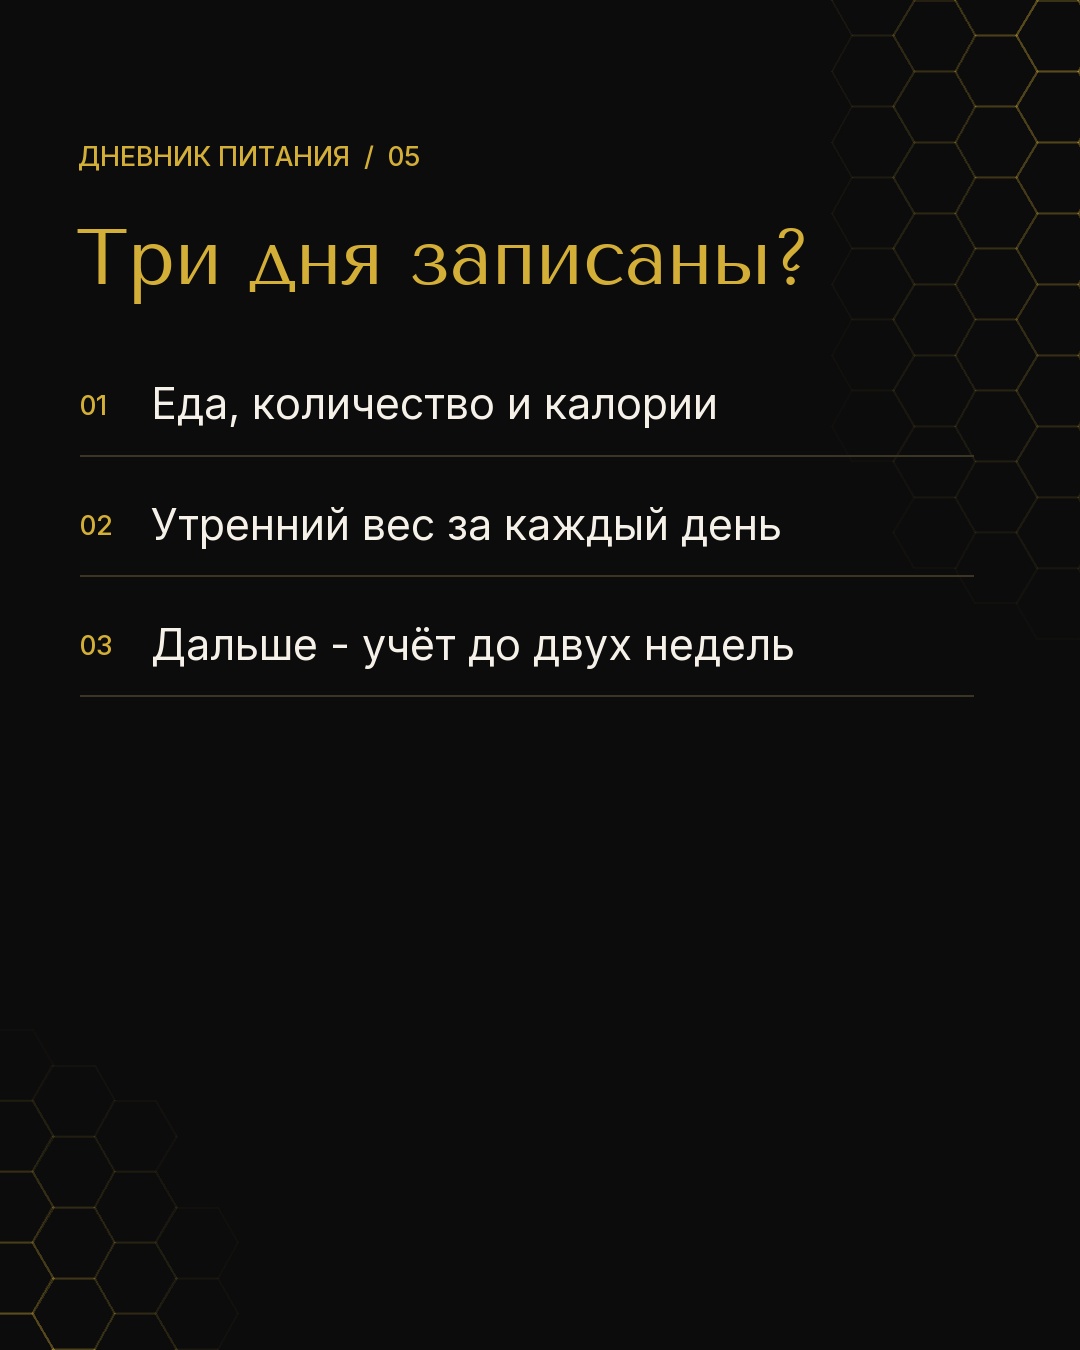 ДНЕВНИК ПИТАНИЯ / 05
Три дня записаны?
01 Еда, количество и калории
02 Утренний вес за каждый день
03 Дальше - учёт до двух недель